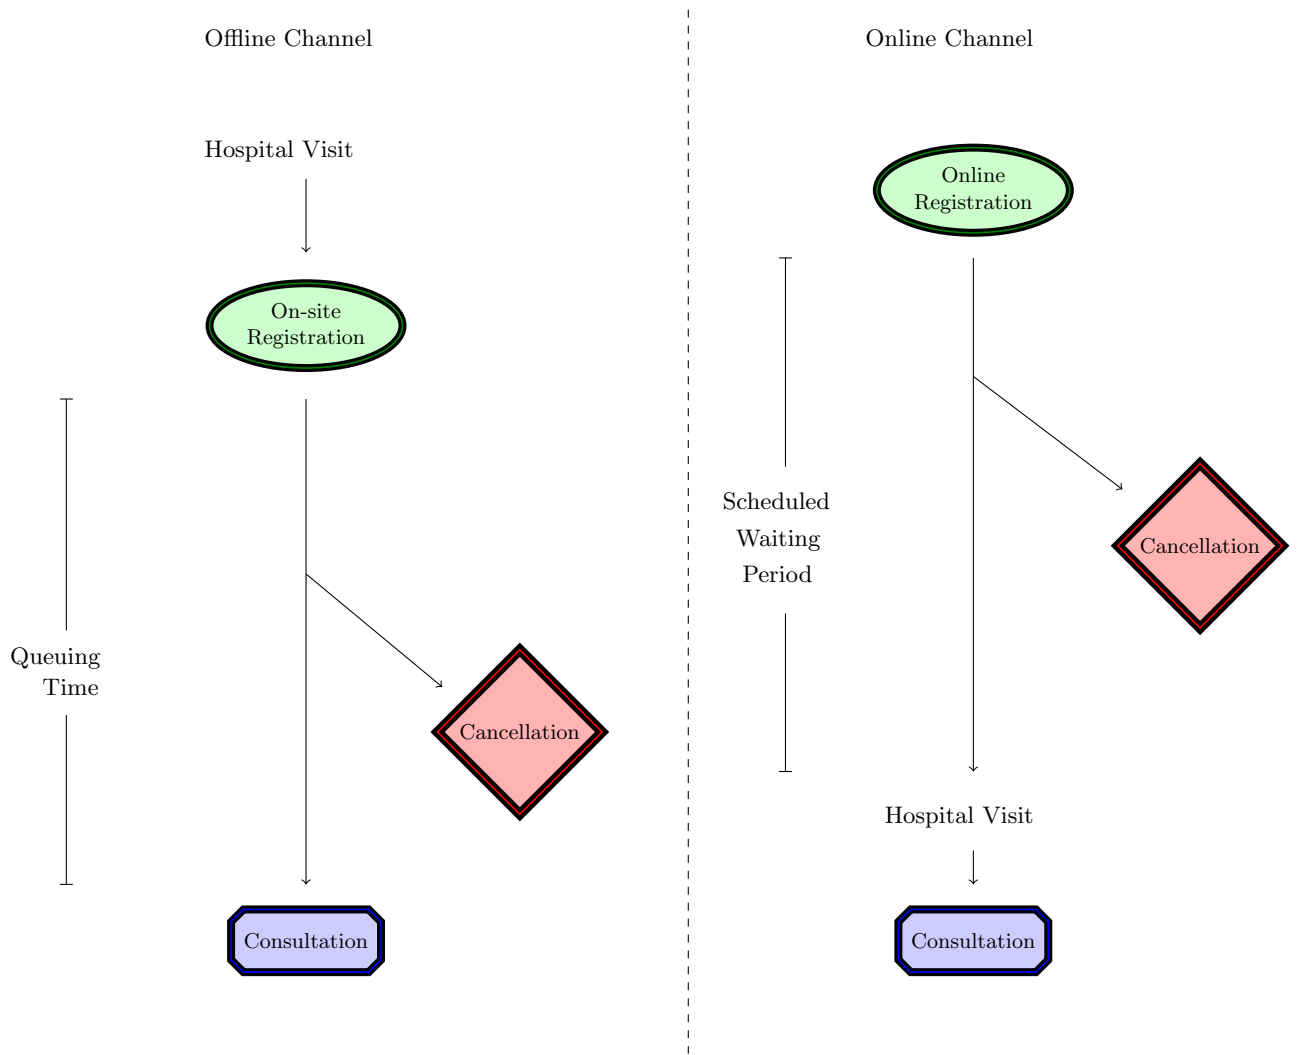 Offline Channel
Hospital Visit
On-site
Registration
Queuing
Time
Cancellation
Consultation
Online Channel
Online
Registration
Scheduled
Waiting
Period
Cancellation
Hospital Visit
Consultation